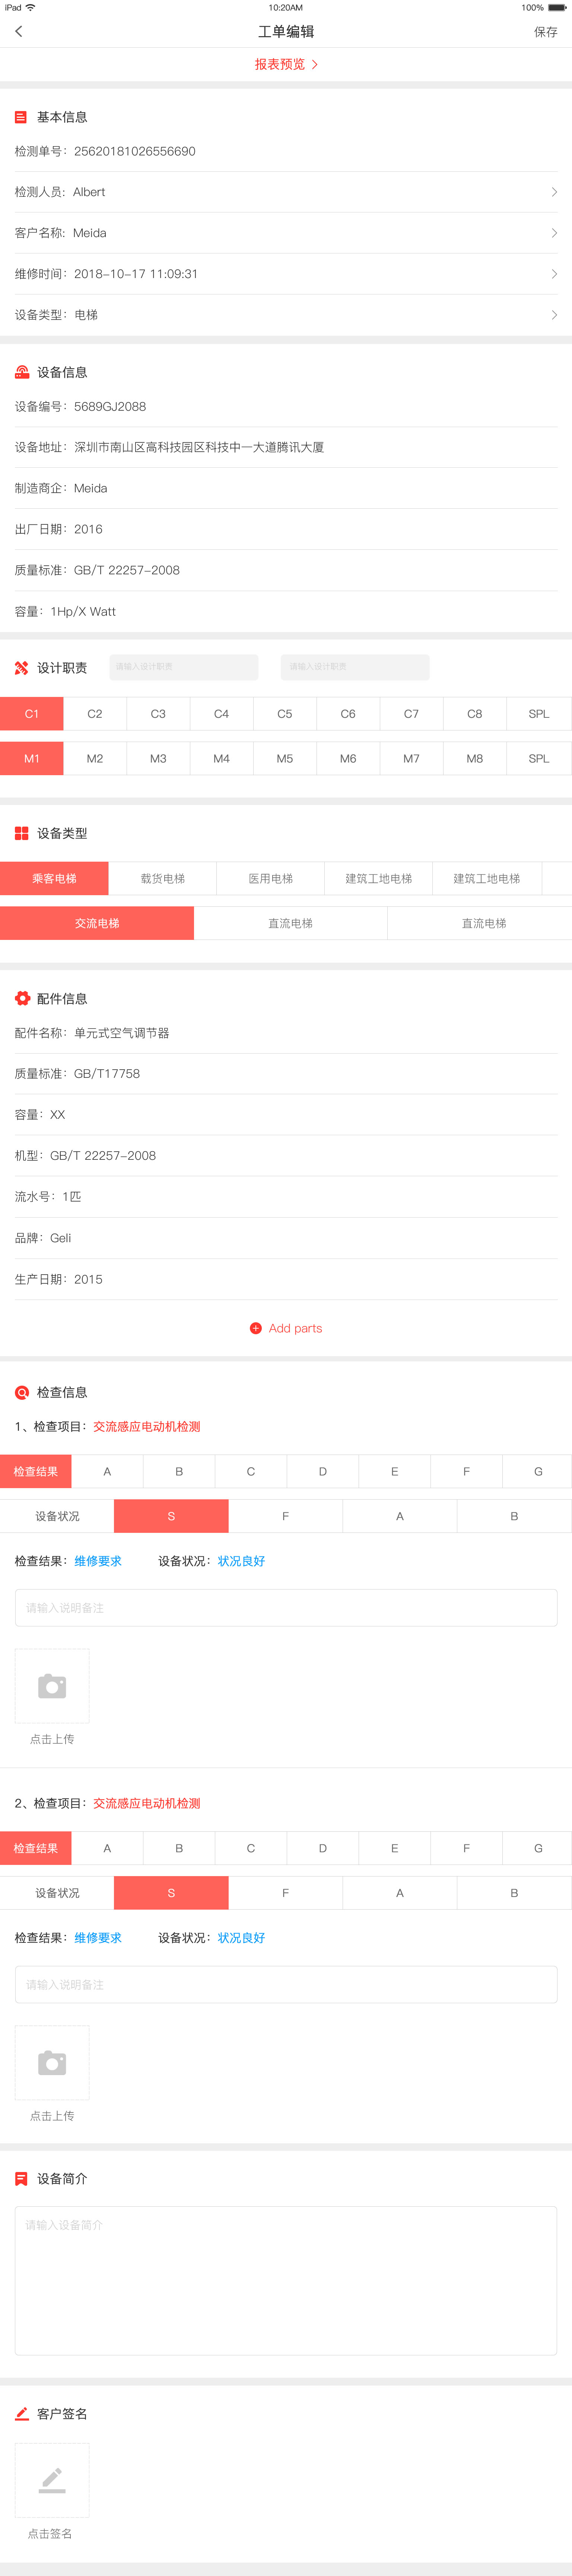 iPad 10:20AM 100%
工单编辑 保存
报表预览
基本信息
检测单号：25620181026556690
检测人员：Albert
客户名称：Meida
维修时间：2018-10-17 11:09:31
设备类型：电梯
设备信息
设备编号：5689GJ2088
设备地址：深圳市南山区高科技园区科技中一大道腾讯大厦
制造商企：Meida
出厂日期：2016
质量标准：GB/T 22257-2008
容量：1Hp/X Watt
设计职责 请输入设计职责 请输入设计职责
C1 C2 C3 C4 C5 C6 C7 C8 SPL
M1 M2 M3 M4 M5 M6 M7 M8 SPL
设备类型
乘客电梯 载货电梯 医用电梯 建筑工地电梯 建筑工地电梯
交流电梯 直流电梯 直流电梯
配件信息
配件名称：单元式空气调节器
质量标准：GB/T17758
容量：XX
机型：GB/T 22257-2008
流水号：1匹
品牌：Geli
生产日期：2015
Add parts
检查信息
1、检查项目：交流感应电动机检测
检查结果 A B C D E F G
设备状况 S F A B
检查结果：维修要求 设备状况：状况良好
请输入说明备注
点击上传
2、检查项目：交流感应电动机检测
检查结果 A B C D E F G
设备状况 S F A B
检查结果：维修要求 设备状况：状况良好
请输入说明备注
点击上传
设备简介
请输入设备简介
客户签名
点击签名